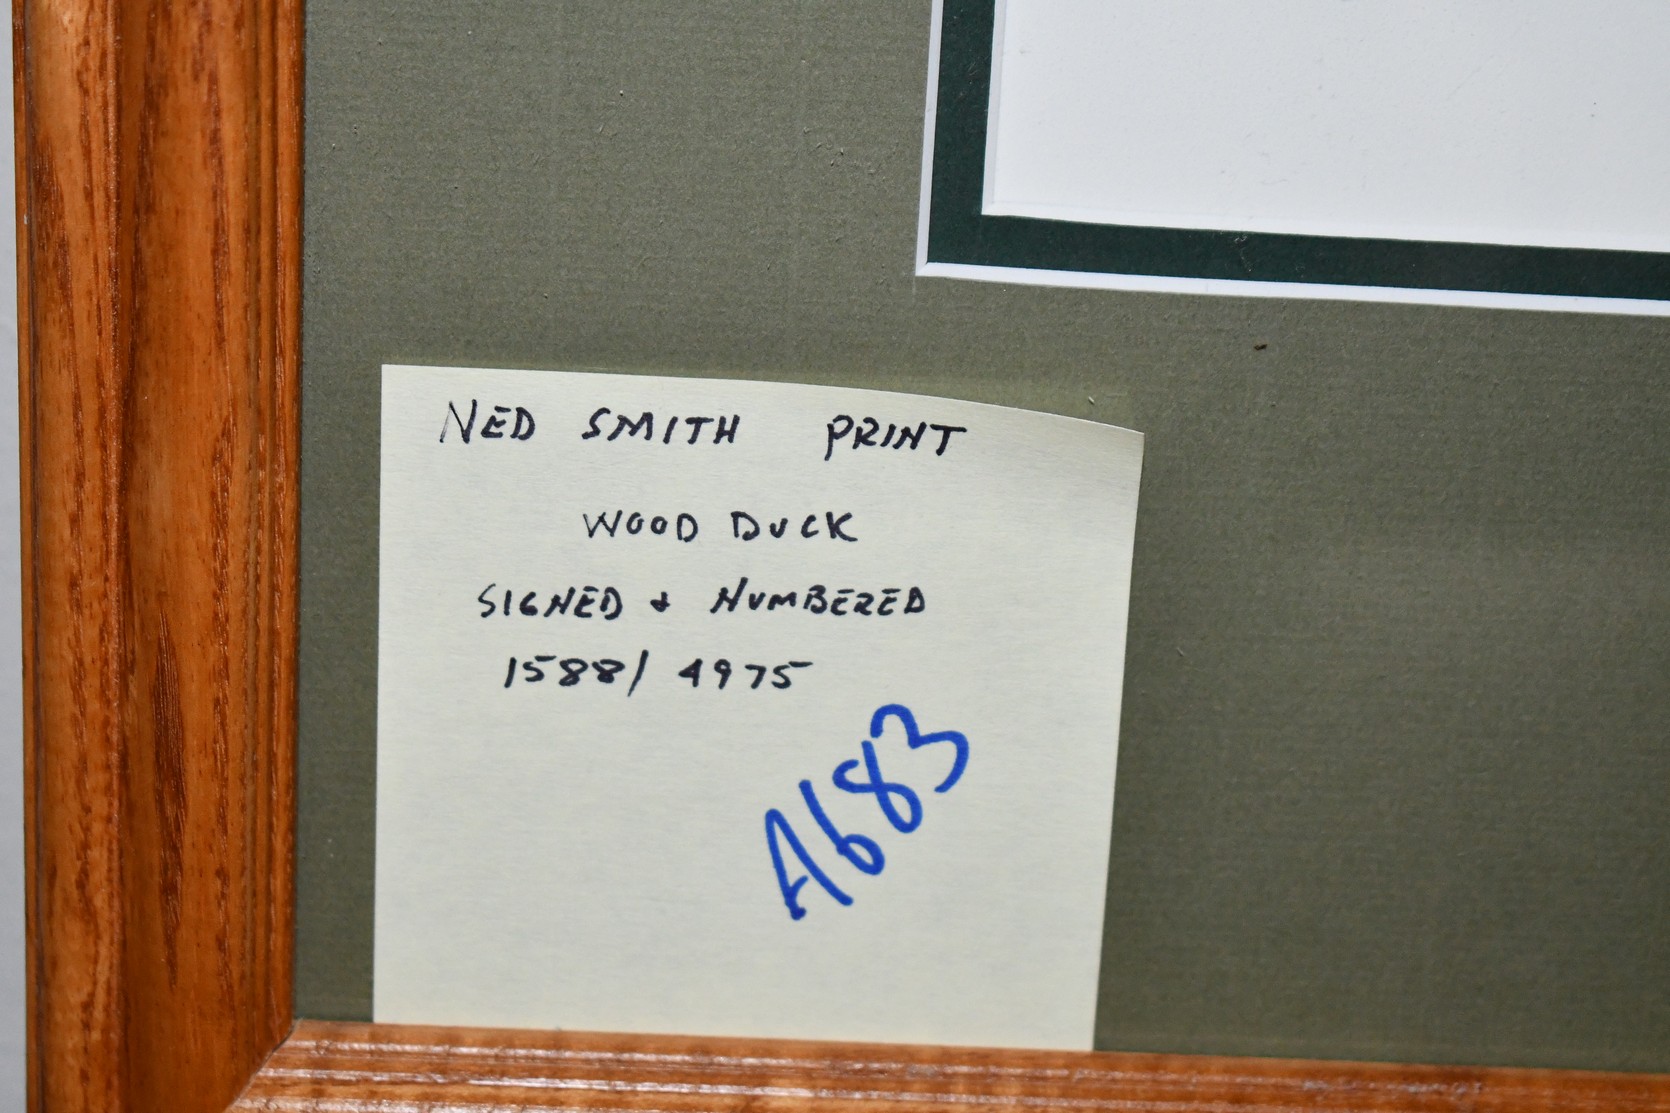 NED SMITH PRINT
WOOD DUCK
SIGNED + NUMBERED
1588/4975
A683